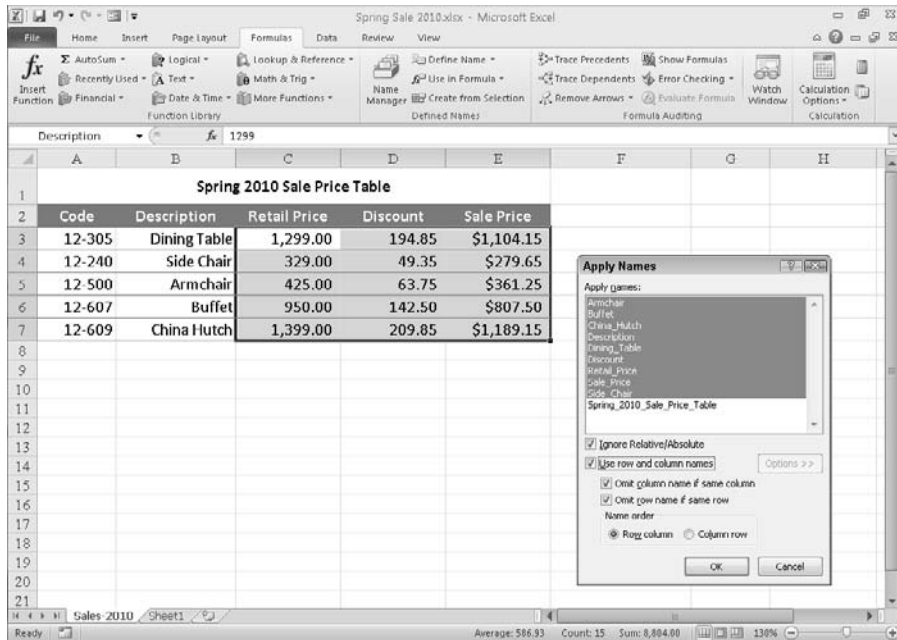 Spring Sale 2010.xlsx - Microsoft Excel
File Home Insert Page Layout Formulas Data Review View
fx
Insert Function
Σ AutoSum
Recently Used
Financial
Logical
Text
Date & Time
Lookup & Reference
Math & Trig
More Functions
Function Library
Name Manager
Define Name
Use in Formula
Create from Selection
Defined Names
Trace Precedents
Trace Dependents
Remove Arrows
Show Formulas
Error Checking
Evaluate Formula
Formula Auditing
Watch Window
Calculation Options
Calculation
Description fx 1299
A B C D E F G H
1 Spring 2010 Sale Price Table
2 Code Description Retail Price Discount Sale Price
3 12-305 Dining Table 1,299.00 194.85 $1,104.15
4 12-240 Side Chair 329.00 49.35 $279.65
5 12-500 Armchair 425.00 63.75 $361.25
6 12-607 Buffet 950.00 142.50 $807.50
7 12-609 China Hutch 1,399.00 209.85 $1,189.15
8
9
10
11
12
13
14
15
16
17
18
19
20
21
Apply Names
Apply names:
Armchair
Buffet
China_Hutch
Description
Dining_Table
Discount
Retail_Price
Sale_Price
Side_Chair
Spring_2010_Sale_Price_Table
Ignore Relative/Absolute
Use row and column names
Options >>
Omit column name if same column
Omit row name if same row
Name order
Row column Column row
OK Cancel
Sales-2010 Sheet1
Ready Average: 586.93 Count: 15 Sum: 8,804.00 130%